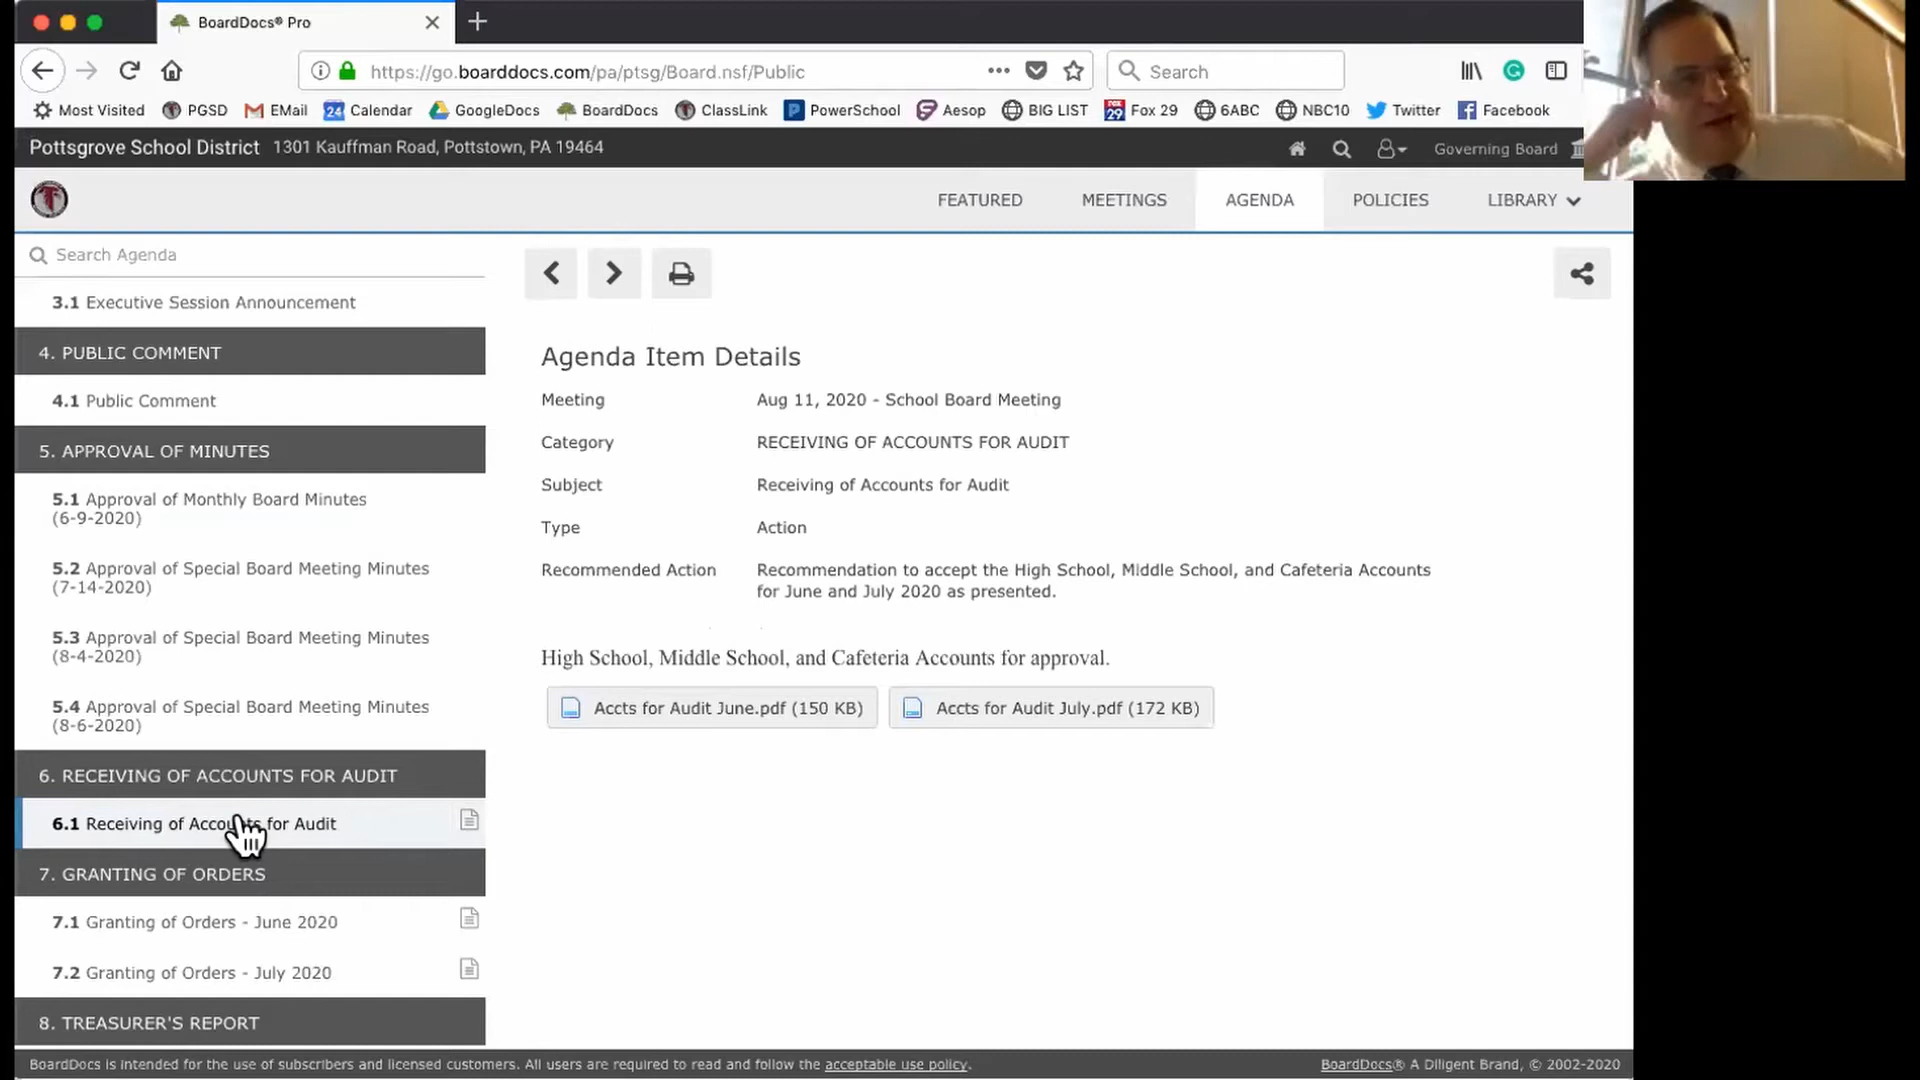 BoardDocs® Pro
https://go.boarddocs.com/pa/ptsg/Board.nsf/Public
Search
Most Visited PGSD EMail 24 Calendar GoogleDocs BoardDocs ClassLink PowerSchool Aesop BIG LIST Fox 29 6ABC NBC10 Twitter Facebook
Pottsgrove School District 1301 Kauffman Road, Pottstown, PA 19464
Governing Board
FEATURED MEETINGS AGENDA POLICIES LIBRARY
Search Agenda
3.1 Executive Session Announcement
4. PUBLIC COMMENT
4.1 Public Comment
5. APPROVAL OF MINUTES
5.1 Approval of Monthly Board Minutes
(6-9-2020)
5.2 Approval of Special Board Meeting Minutes
(7-14-2020)
5.3 Approval of Special Board Meeting Minutes
(8-4-2020)
5.4 Approval of Special Board Meeting Minutes
(8-6-2020)
6. RECEIVING OF ACCOUNTS FOR AUDIT
6.1 Receiving of Accounts for Audit
7. GRANTING OF ORDERS
7.1 Granting of Orders - June 2020
7.2 Granting of Orders - July 2020
8. TREASURER'S REPORT
Agenda Item Details
Meeting Aug 11, 2020 - School Board Meeting
Category RECEIVING OF ACCOUNTS FOR AUDIT
Subject Receiving of Accounts for Audit
Type Action
Recommended Action Recommendation to accept the High School, Middle School, and Cafeteria Accounts
for June and July 2020 as presented.
High School, Middle School, and Cafeteria Accounts for approval.
Accts for Audit June.pdf (150 KB) Accts for Audit July.pdf (172 KB)
BoardDocs is intended for the use of subscribers and licensed customers. All users are required to read and follow the acceptable use policy.
BoardDocs® A Diligent Brand, © 2002-2020